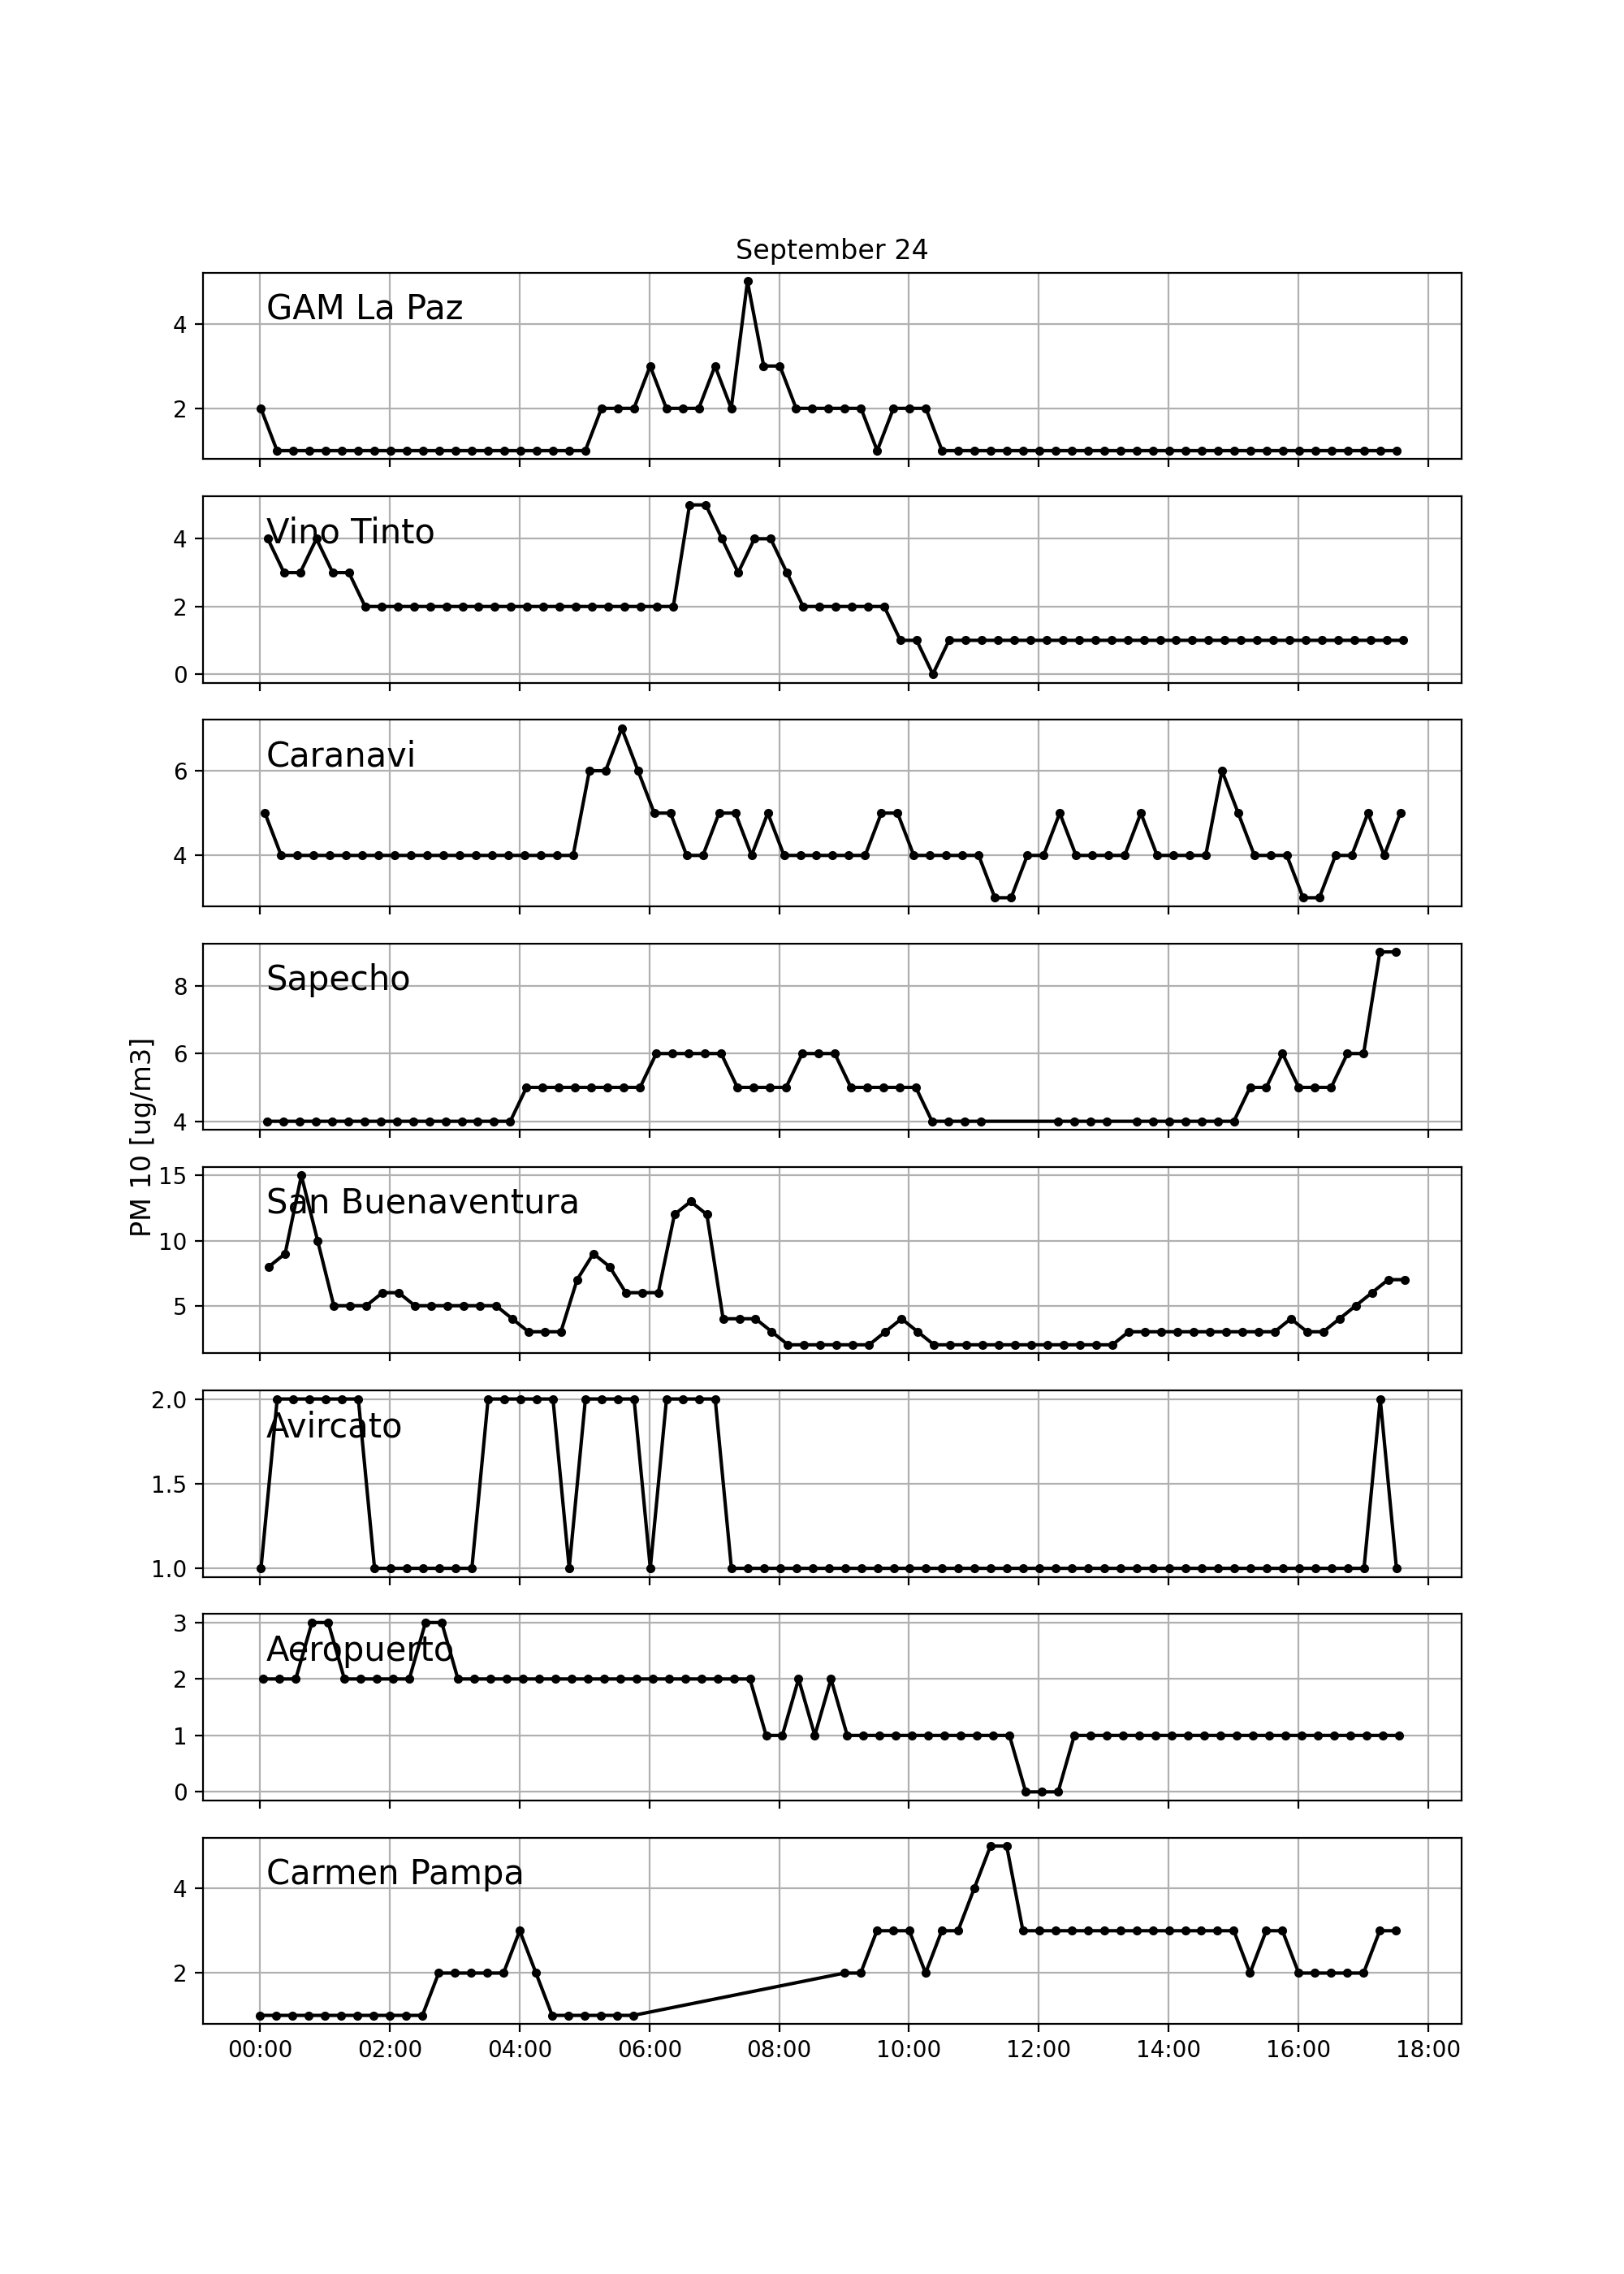 September 24
GAM La Paz
4
2
Vino Tinto
4
2
0
Caranavi
6
4
Sapecho
8
6
4
PM 10 [ug/m3]
San Buenaventura
15
10
5
Avircato
2.0
1.5
1.0
Aeropuerto
3
2
1
0
Carmen Pampa
4
2
00:00 02:00 04:00 06:00 08:00 10:00 12:00 14:00 16:00 18:00